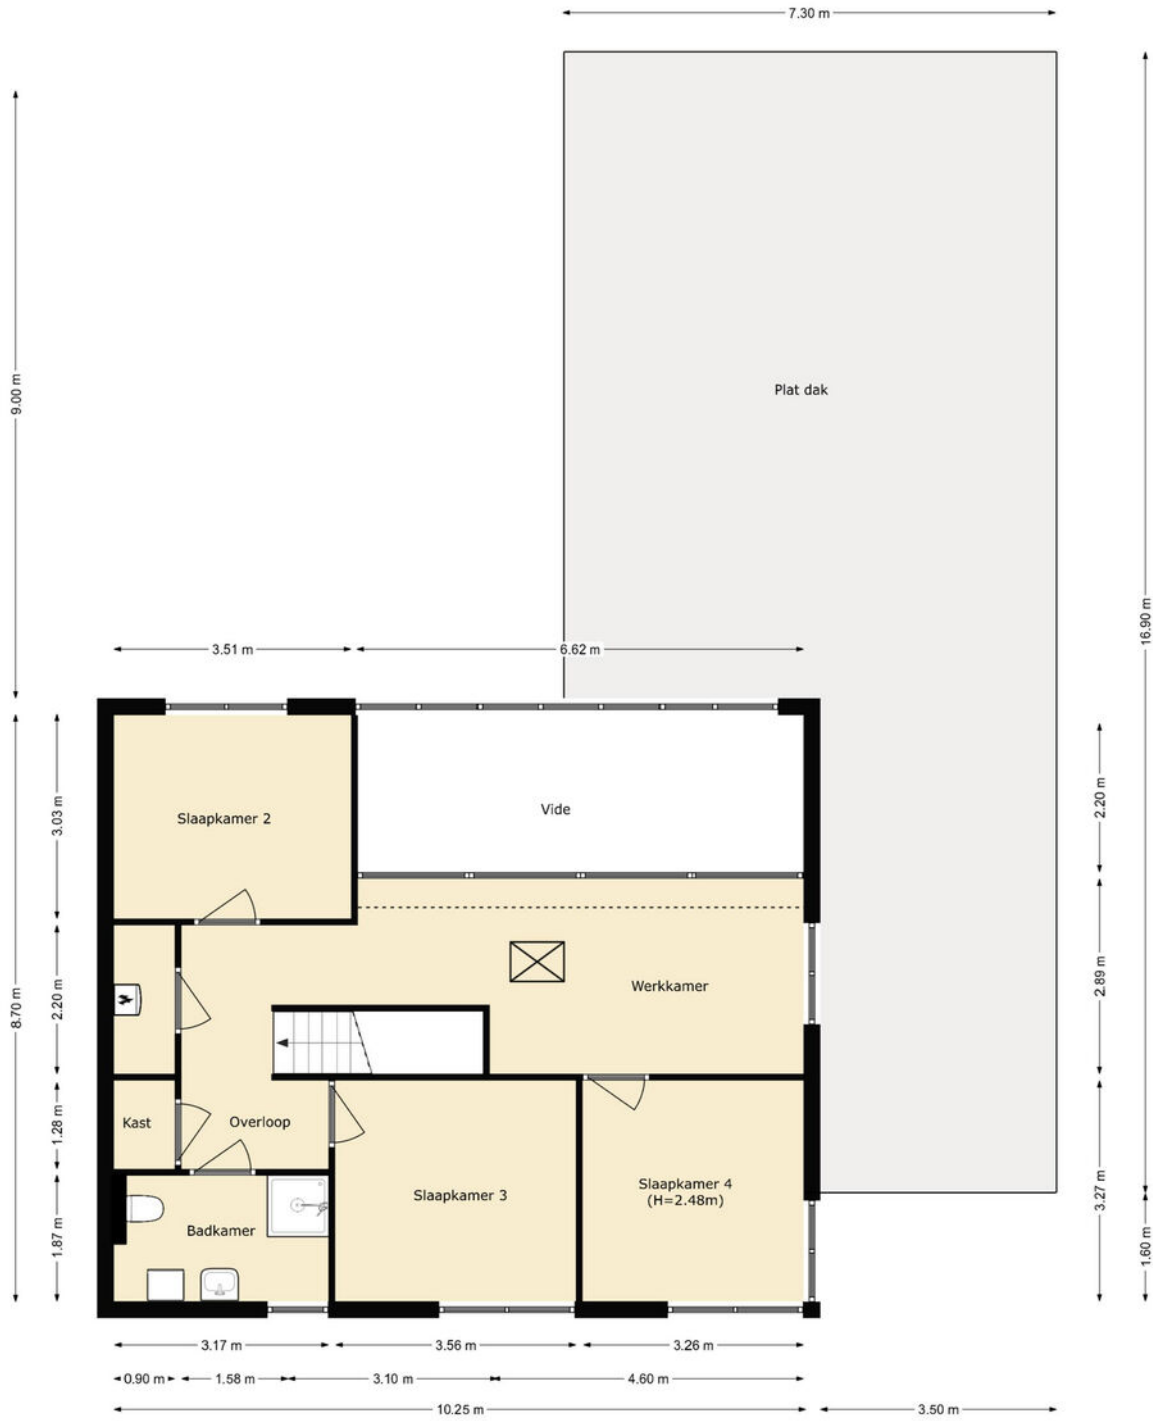 7.30 m
Plat dak
9.00 m
16.90 m
3.51 m
6.62 m
3.03 m
Slaapkamer 2
Vide
2.20 m
8.70 m
2.20 m
Werkkamer
2.89 m
1.28 m
Kast
Overloop
1.87 m
Badkamer
Slaapkamer 3
Slaapkamer 4
(H=2.48m)
3.27 m
1.60 m
3.17 m
3.56 m
3.26 m
0.90 m
1.58 m
3.10 m
4.60 m
10.25 m
3.50 m